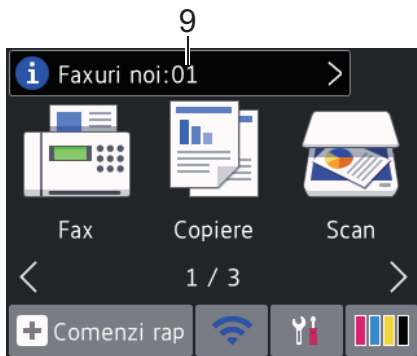 9
i Faxuri noi:01 >
Fax Copiere Scan
< 1 / 3 >
+ Comenzi rap